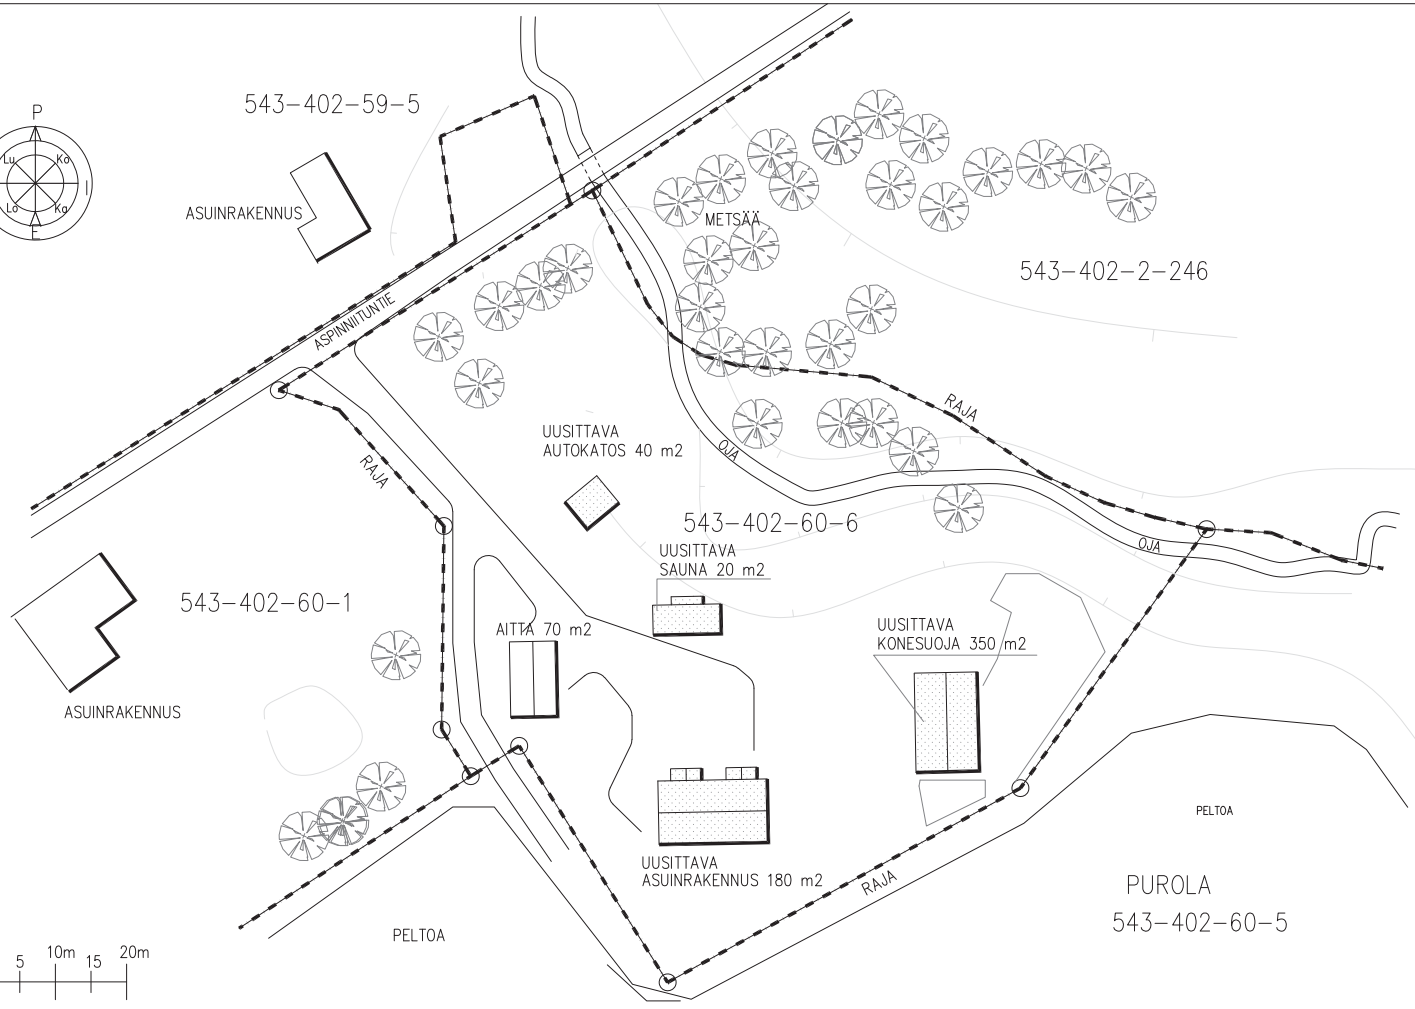 543-402-59-5
P
Lu
Ko
I
Lo
Ka
E
ASUINRAKENNUS
METSÄÄ
543-402-2-246
ASPINNIITUNTIE
RAJA
UUSITTAVA
AUTOKATOS 40 m2
OJA
RAJA
543-402-60-6
OJA
UUSITTAVA
SAUNA 20 m2
543-402-60-1
AITTA 70 m2
UUSITTAVA
KONESUOJA 350 m2
ASUINRAKENNUS
PELTOA
UUSITTAVA
ASUINRAKENNUS 180 m2
RAJA
PUROLA
543-402-60-5
PELTOA
5 10m 15 20m